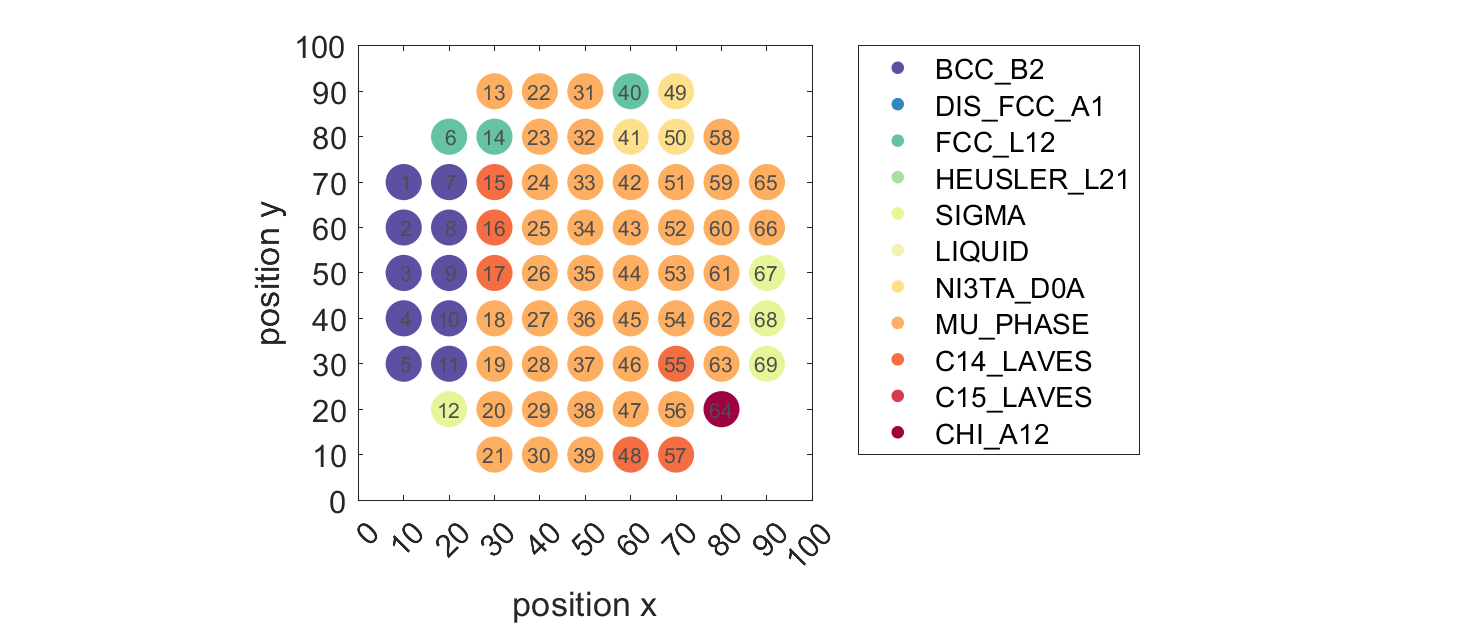 100
90 13 22 31 40 49
80 6 14 23 32 41 50 58
70 1 7 15 24 33 42 51 59 65
60 2 8 16 25 34 43 52 60 66
50 3 9 17 26 35 44 53 61 67
40 4 10 18 27 36 45 54 62 68
30 5 11 19 28 37 46 55 63 69
20 12 20 29 38 47 56 64
10 21 30 39 48 57
0
position y
0 10 20 30 40 50 60 70 80 90 100
position x
BCC_B2
DIS_FCC_A1
FCC_L12
HEUSLER_L21
SIGMA
LIQUID
NI3TA_D0A
MU_PHASE
C14_LAVES
C15_LAVES
CHI_A12